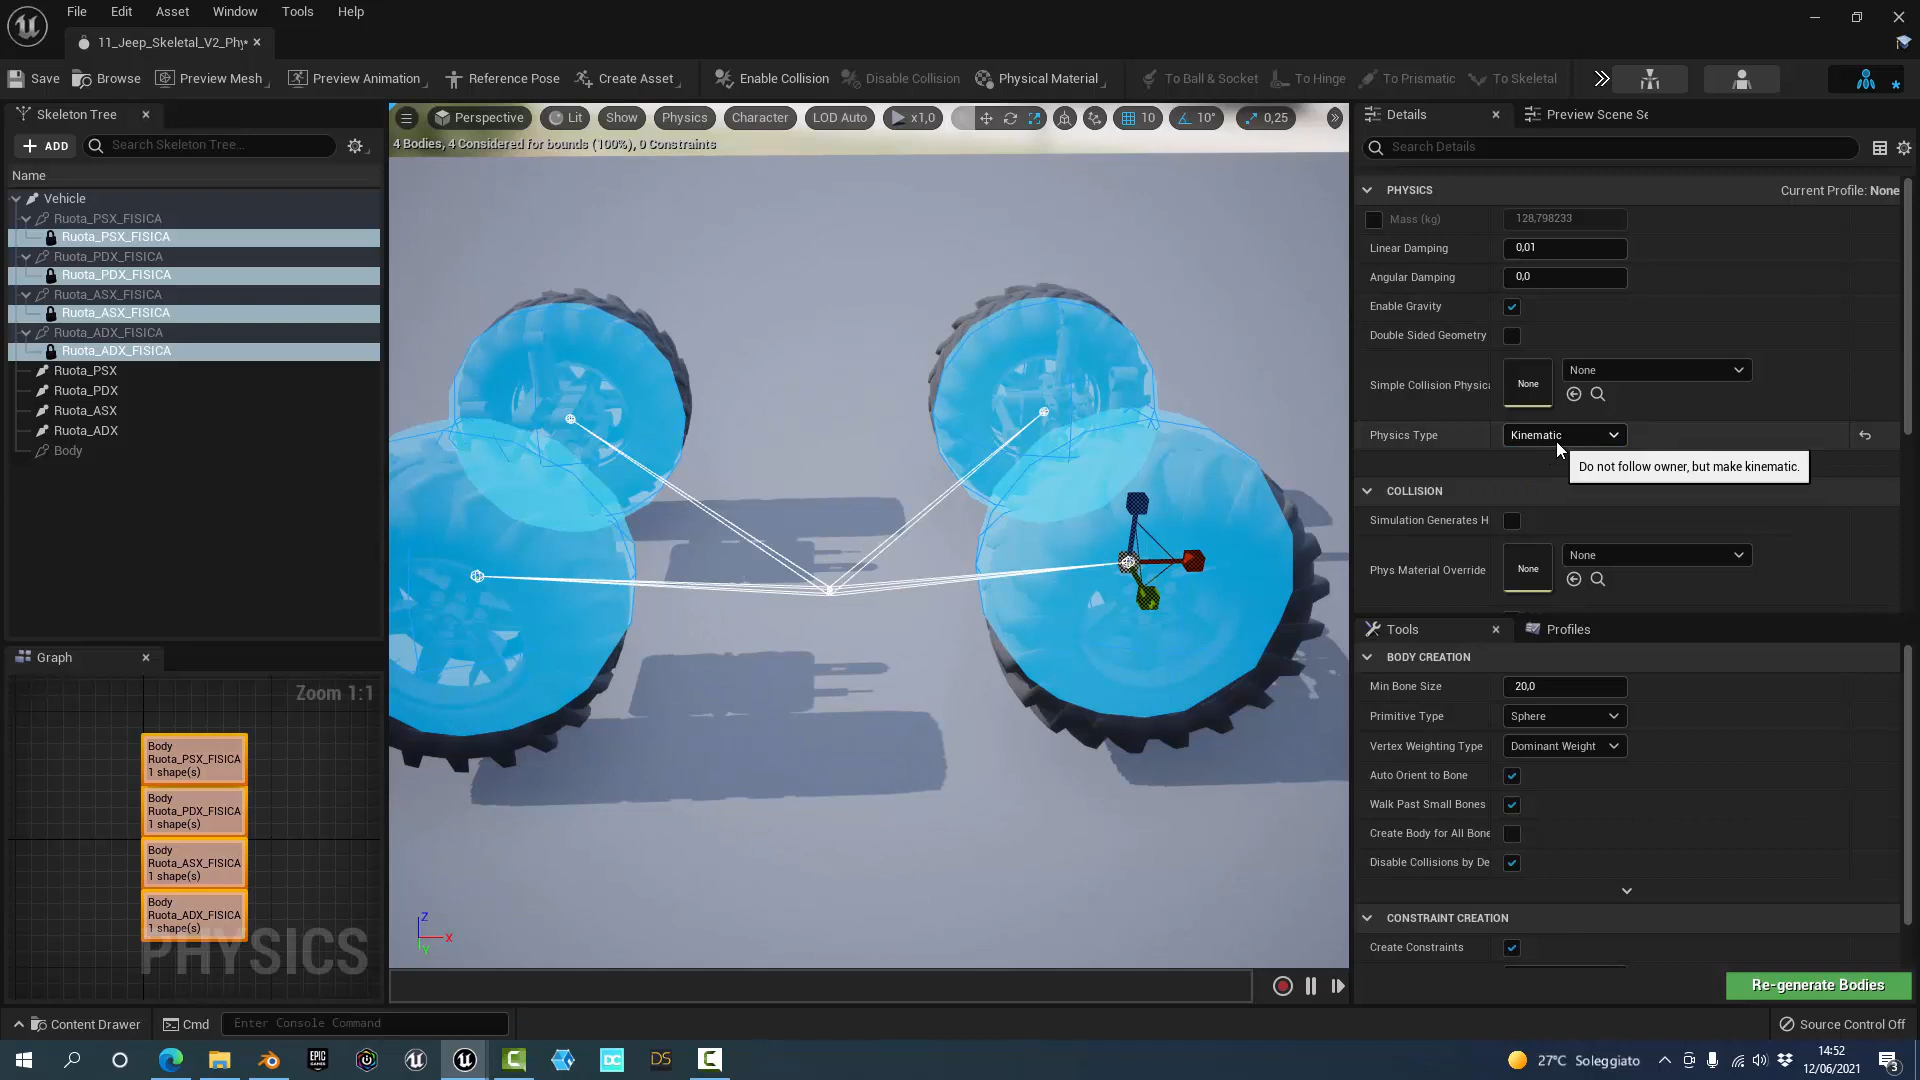 File Edit Asset Window Tools Help
11_Jeep_Skeletal_V2_Phy*
Save Browse Preview Mesh Preview Animation Reference Pose Create Asset Enable Collision Disable Collision Physical Material To Ball & Socket To Hinge To Prismatic To Skeletal
Skeleton Tree
ADD Search Skeleton Tree...
Name
Vehicle
Ruota_PSX_FISICA
Ruota_PSX_FISICA
Ruota_PDX_FISICA
Ruota_PDX_FISICA
Ruota_ASX_FISICA
Ruota_ASX_FISICA
Ruota_ADX_FISICA
Ruota_ADX_FISICA
Ruota_PSX
Ruota_PDX
Ruota_ASX
Ruota_ADX
Body
Graph
Zoom 1:1
Body
Ruota_PSX_FISICA
1 shape(s)
Body
Ruota_PDX_FISICA
1 shape(s)
Body
Ruota_ASX_FISICA
1 shape(s)
Body
Ruota_ADX_FISICA
1 shape(s)
PHYSICS
Perspective Lit Show Physics Character LOD Auto x1,0 10 10° 0,25
4 Bodies, 4 Considered for bounds (100%), 0 Constraints
Z
X
Y
Details Preview Scene Se
Search Details
PHYSICS Current Profile: None
Mass (kg) 128,798233
Linear Damping 0,01
Angular Damping 0,0
Enable Gravity
Double Sided Geometry
Simple Collision Physica None None
Physics Type Kinematic
Do not follow owner, but make kinematic.
COLLISION
Simulation Generates H
Phys Material Override None None
Tools Profiles
BODY CREATION
Min Bone Size 20,0
Primitive Type Sphere
Vertex Weighting Type Dominant Weight
Auto Orient to Bone
Walk Past Small Bones
Create Body for All Bone
Disable Collisions by De
CONSTRAINT CREATION
Create Constraints
Re-generate Bodies
Content Drawer Cmd Enter Console Command Source Control Off
EPIC GAMES DC DS 27°C Soleggiato 14:52
12/06/2021
3